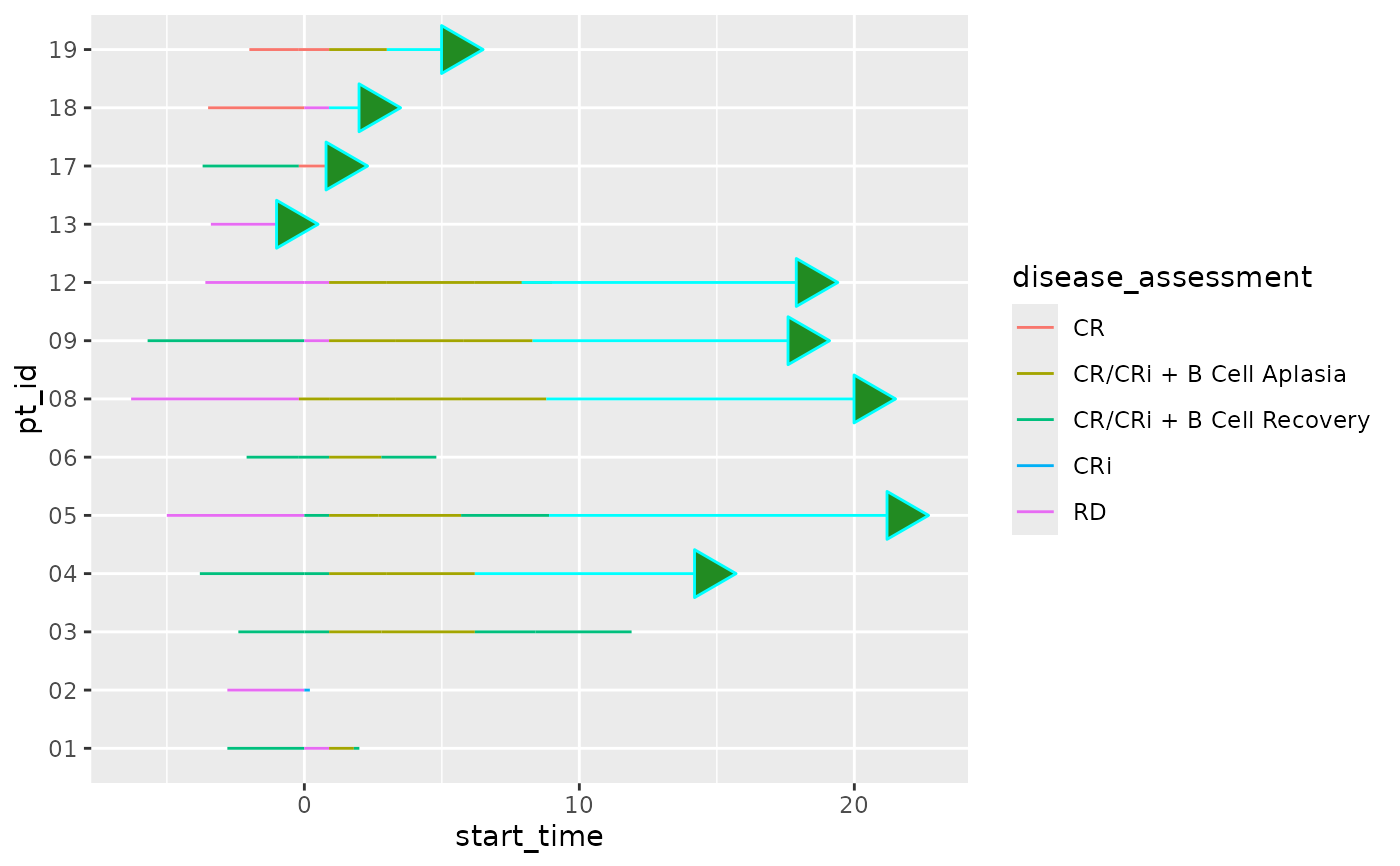 19
18
17
13
12
09
08
06
05
04
03
02
01
pt_id
0
10
20
start_time
disease_assessment
CR
CR/CRi + B Cell Aplasia
CR/CRi + B Cell Recovery
CRi
RD